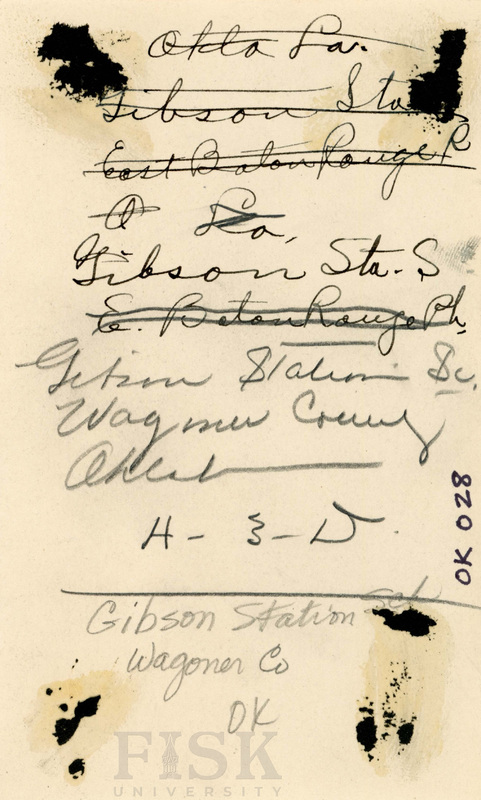 Okla La.
Gibson Sta
East Baton Rouge P
O La,
Gibson Sta. S
E. Baton Rouge Ph,
Gibson Station Sc.
Wagoner County
Okla
H - 3 - D
OK 028
Gibson Station Sch
Wagoner Co
OK
FISK
UNIVERSITY